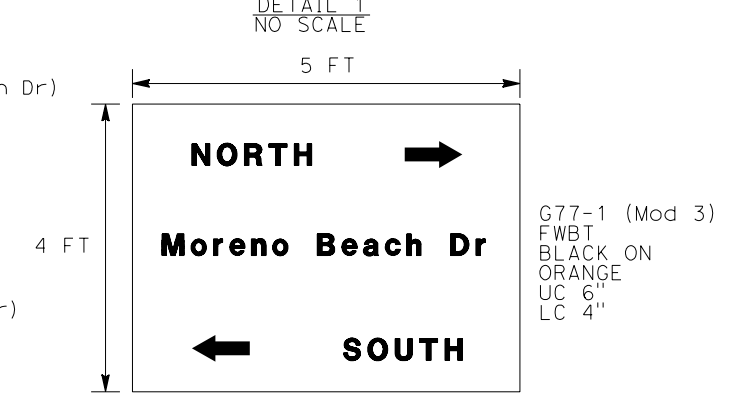 DETAIL 1
NO SCALE
5 FT
Dr)
NORTH
4 FT
Moreno Beach Dr
SOUTH
G77-1 (Mod 3)
FWBT
BLACK ON
ORANGE
UC 6"
LC 4"